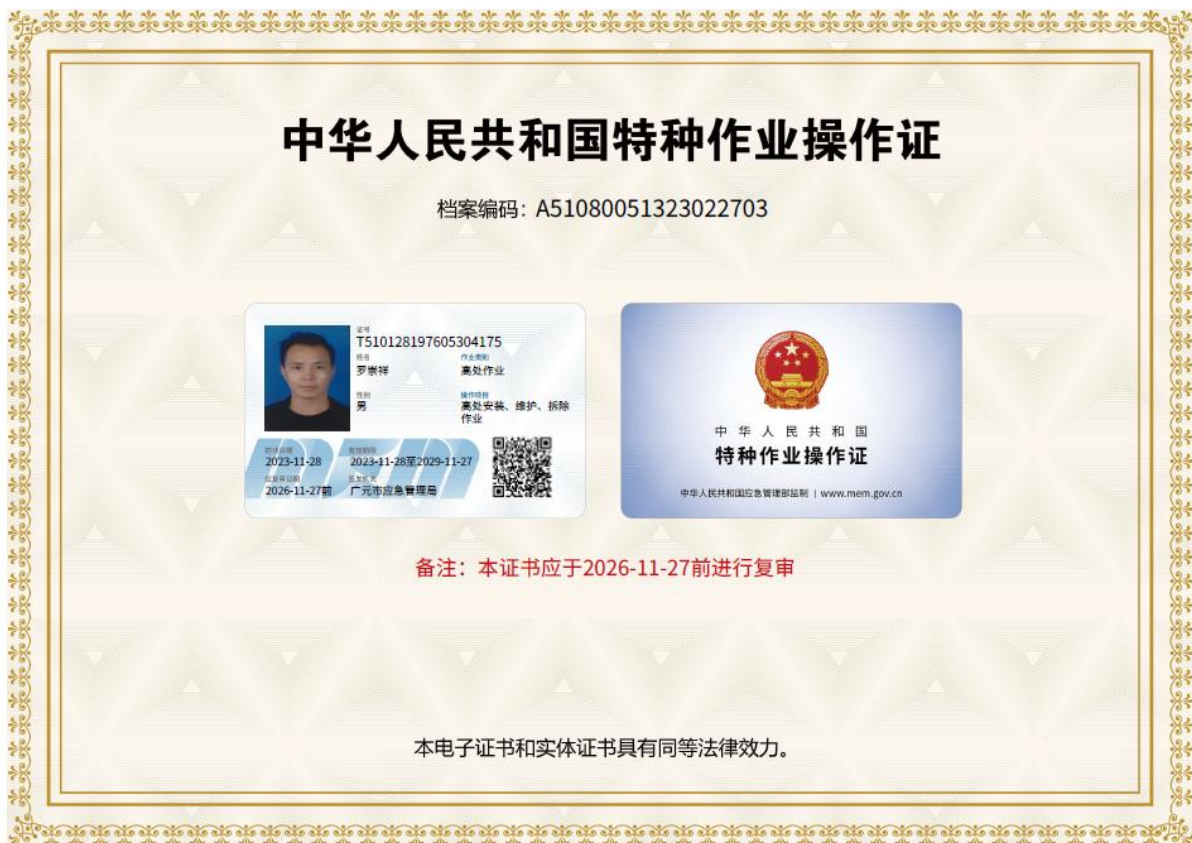 中华人民共和国特种作业操作证
档案编码：A51080051323022703
证号
T510128197605304175
姓名
罗崇祥
作业类别
高处作业
性别
男
操作项目
高处安装、维护、拆除
作业
初领日期
2023-11-28
有效期限
2023-11-28至2029-11-27
应复审日期
2026-11-27前
签发机关
广元市应急管理局
中华人民共和国
特种作业操作证
中华人民共和国应急管理部监制 | www.mem.gov.cn
备注：本证书应于2026-11-27前进行复审
本电子证书和实体证书具有同等法律效力。